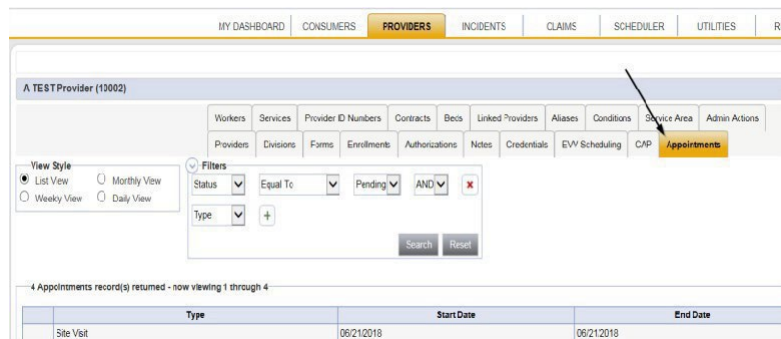 MY DASHBOARD CONSUMERS PROVIDERS INCIDENTS CLAIMS SCHEDULER UTILITIES R
A TEST Provider (10002)
Workers Services Provider ID Numbers Contracts Beds Linked Providers Aliases Conditions Service Area Admin Actions
Providers Divisions Forms Enrollments Authorizations Notes Credentials EVV Scheduling CAP Appointments
View Style Filters
List View Monthly View Status Equal To Pending AND
Weekly View Daily View
Type
Search Reset
4 Appointments record(s) returned - now viewing 1 through 4
Type Start Date End Date
Site Visit 06/21/2018 06/21/2018